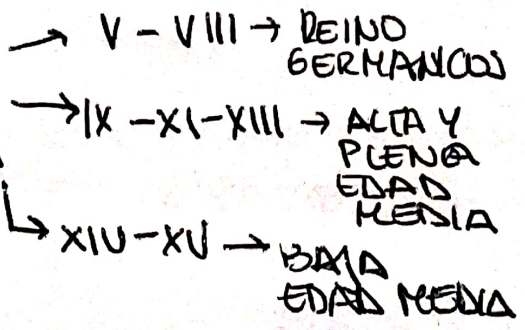 → V - VIII → REINO
GERMANICOS
→ IX - XI - XIII → ALTA Y
PLENA
EDAD
MEDIA
↳ XIV - XV → BAJA
EDAD MEDIA